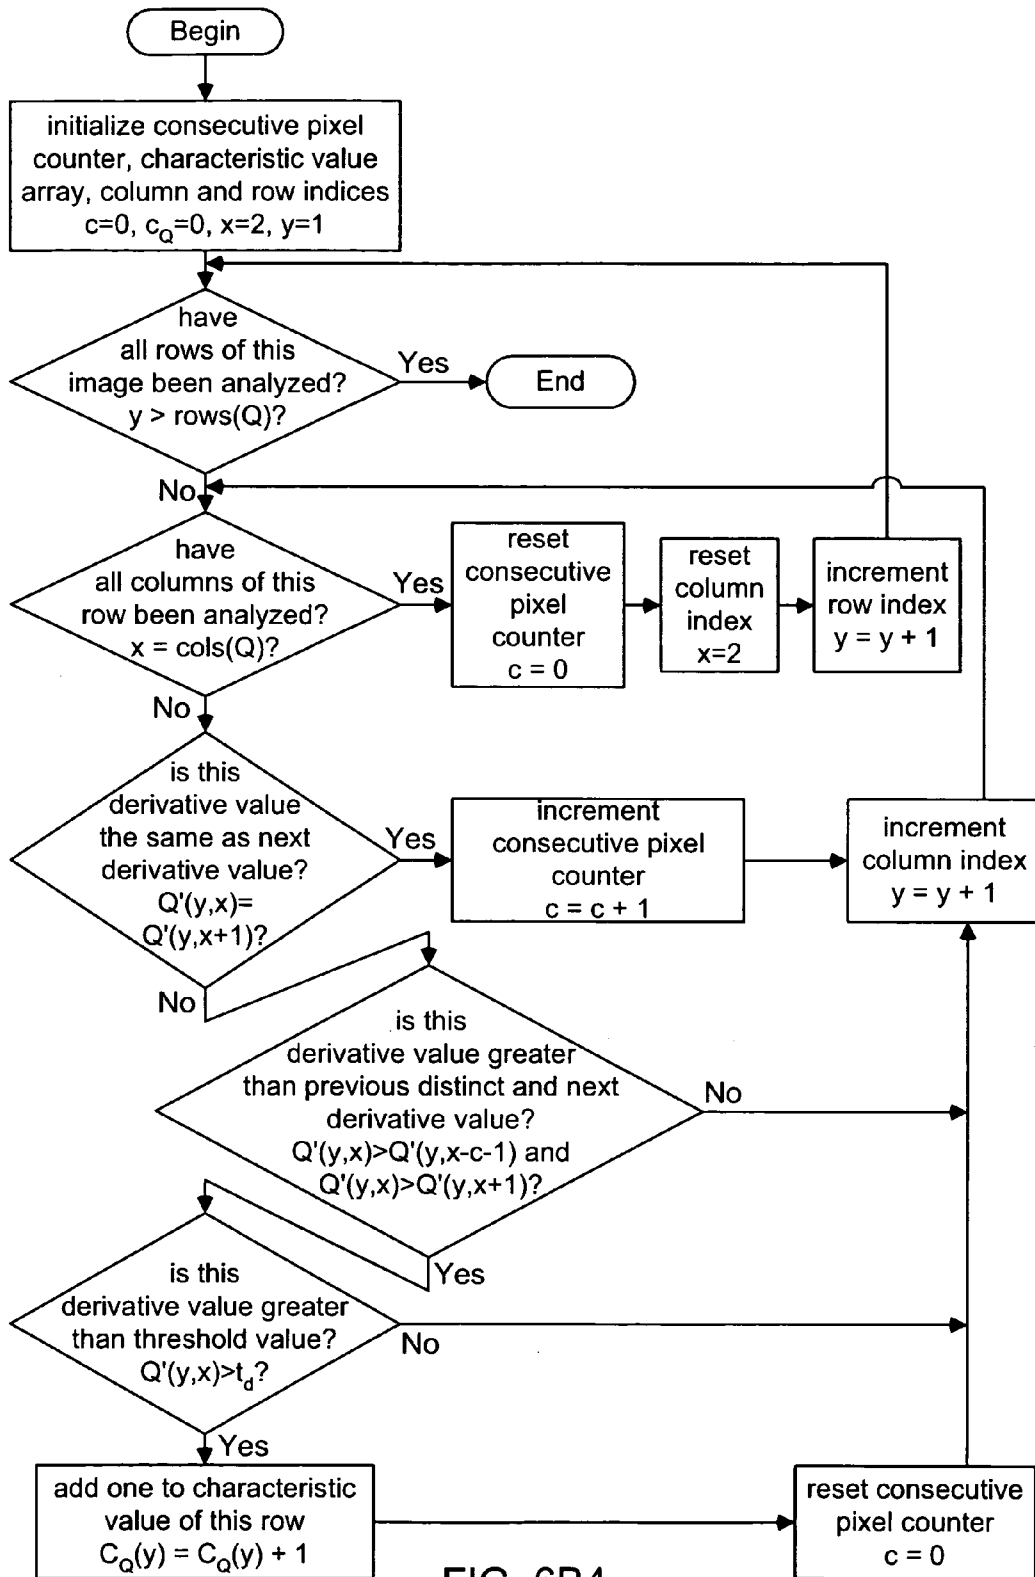 Begin
initialize consecutive pixel
counter, characteristic value
array, column and row indices
c=0, cQ=0, x=2, y=1
have
all rows of this
image been analyzed?
y > rows(Q)?
Yes
End
No
have
all columns of this
row been analyzed?
x = cols(Q)?
Yes
reset
consecutive
pixel
counter
c = 0
reset
column
index
x=2
increment
row index
y = y + 1
No
is this
derivative value
the same as next
derivative value?
Q'(y,x)=
Q'(y,x+1)?
Yes
increment
consecutive pixel
counter
c = c + 1
increment
column index
y = y + 1
No
is this
derivative value greater
than previous distinct and next
derivative value?
Q'(y,x)>Q'(y,x-c-1) and
Q'(y,x)>Q'(y,x+1)?
No
Yes
is this
derivative value greater
than threshold value?
Q'(y,x)>td?
No
Yes
add one to characteristic
value of this row
CQ(y) = CQ(y) + 1
reset consecutive
pixel counter
c = 0
FIG. 6B4